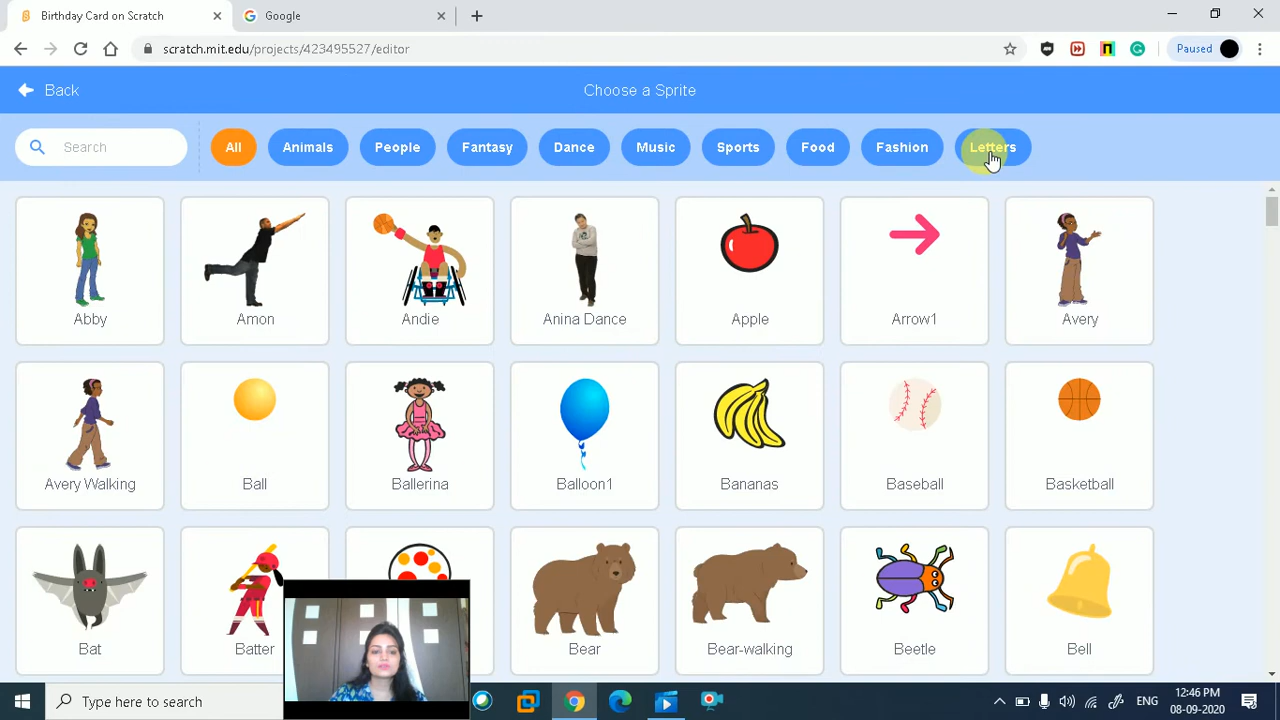 Birthday Card on Scratch
Google
scratch.mit.edu/projects/423495527/editor
Paused
Back
Choose a Sprite
Search
All
Animals
People
Fantasy
Dance
Music
Sports
Food
Fashion
Letters
Abby
Amon
Andie
Anina Dance
Apple
Arrow1
Avery
Avery Walking
Ball
Ballerina
Balloon1
Bananas
Baseball
Basketball
Bat
Batter
Bear
Bear-walking
Beetle
Bell
Type here to search
ENG
12:46 PM
08-09-2020